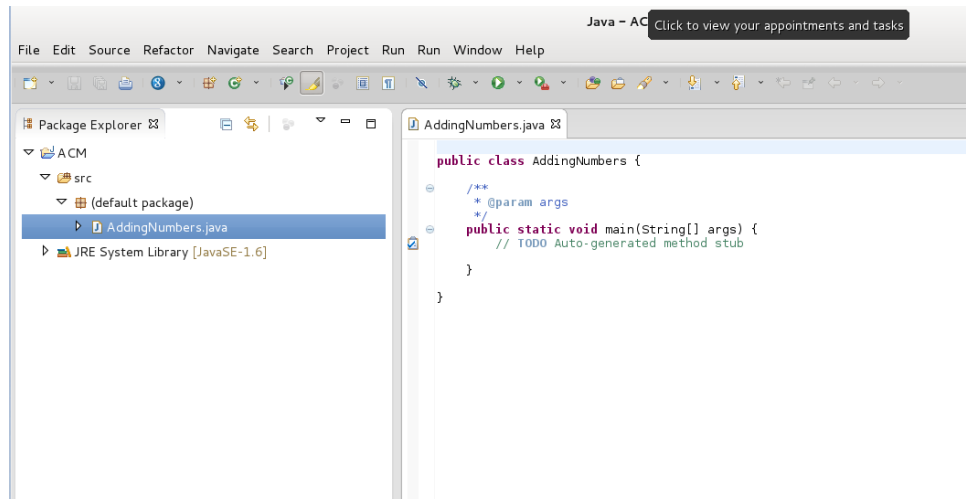 Java - AC
Click to view your appointments and tasks
File Edit Source Refactor Navigate Search Project Run Run Window Help
Package Explorer
ACM
src
(default package)
AddingNumbers.java
JRE System Library [JavaSE-1.6]
AddingNumbers.java
public class AddingNumbers {
/**
* @param args
*/
public static void main(String[] args) {
// TODO Auto-generated method stub
}
}